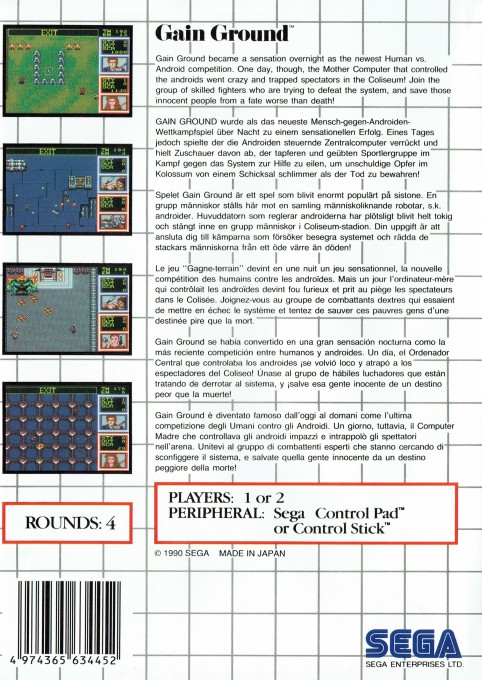 Gain Ground™
Gain Ground became a sensation overnight as the newest Human vs.
Android competition. One day, though, the Mother Computer that controlled
the androids went crazy and trapped spectators in the Coliseum! Join the
group of skilled fighters who are trying to defeat the system, and save those
innocent people from a fate worse than death!
GAIN GROUND wurde als das neueste Mensch-gegen-Androiden-
Wettkampfspiel über Nacht zu einem sensationellen Erfolg. Eines Tages
jedoch spielte der die Androiden steuernde Zentralcomputer verrückt und
hielt Zuschauer davon ab, der tapferen und geübten Sportlergruppe im
Kampf gegen das System zur Hilfe zu eilen, um unschuldige Opfer im
Kolossum von einem Schicksal schlimmer als der Tod zu bewahren!
Spelet Gain Ground är ett spel som blivit enormt populärt på sistone. En
grupp människor ställs här mot en samling människoliknande robotar, s.k.
androider. Huvuddatorn som reglerar androiderna har plötsligt blivit helt tokig
och stängt inne en grupp människor i Coliseum-stadion. Din uppgift är att
ansluta dig till kämparna som försöker besegra systemet och rädda de
stackars människorna från ett öde värre än döden!
Le jeu "Gagne-terrain" devint en une nuit un jeu sensationnel, la nouvelle
compétition des humains contre les androïdes. Mais un jour l'ordinateur-mère
qui contrôlait les androïdes devint fou furieux et prit au piège les spectateurs
dans le Colisée. Joignez-vous au groupe de combattants dextres qui essaient
de mettre en échec le système et tentez de sauver ces pauvres gens d'une
destinée pire que la mort.
Gain Ground se había convertido en una gran sensación nocturna como la
más reciente competición entre humanos y androides. Un día, el Ordenador
Central que controlaba los androides ¡se volvió loco y atrapó a los
espectadores del Coliseo! Unase al grupo de hábiles luchadores que están
tratando de derrotar al sistema, y ¡salve esa gente inocente de un destino
peor que la muerte!
Gain Ground è diventato famoso dall'oggi al domani come l'ultima
competizione degli Umani contro gli Androidi. Un giorno, tuttavia, il Computer
Madre che controllava gli androidi impazzì e intrappolò gli spettatori
nell'arena. Unitevi al gruppo di combattenti esperti che stanno cercando di
sconfiggere il sistema, e salvate quella gente innocente da un destino
peggiore della morte!
EXIT
EXIT
EXIT
ROUNDS: 4
PLAYERS: 1 or 2
PERIPHERAL: Sega Control Pad™
or Control Stick™
© 1990 SEGA MADE IN JAPAN
4 974365 634452
SEGA
SEGA ENTERPRISES LTD.